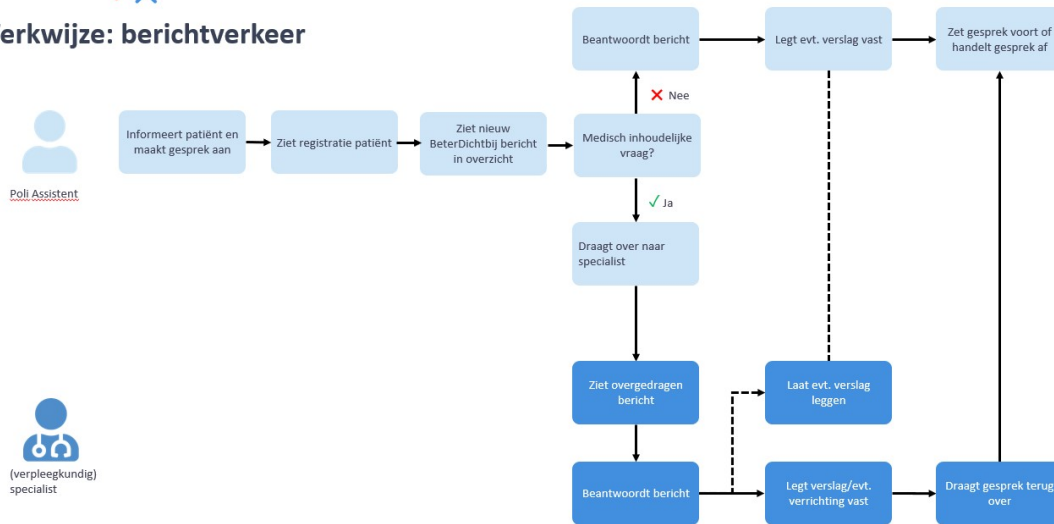 erkwijze: berichtverkeer
Beantwoordt bericht
Legt evt. verslag vast
Zet gesprek voort of
handelt gesprek af
Nee
Informeert patiënt en
maakt gesprek aan
Ziet registratie patiënt
Ziet nieuw
BeterDichtbij bericht
in overzicht
Medisch inhoudelijke
vraag?
Poli Assistent
Ja
Draagt over naar
specialist
Ziet overgedragen
bericht
Laat evt. verslag
leggen
(verpleegkundig)
specialist
Beantwoordt bericht
Legt verslag/evt.
verrichting vast
Draagt gesprek terug
over